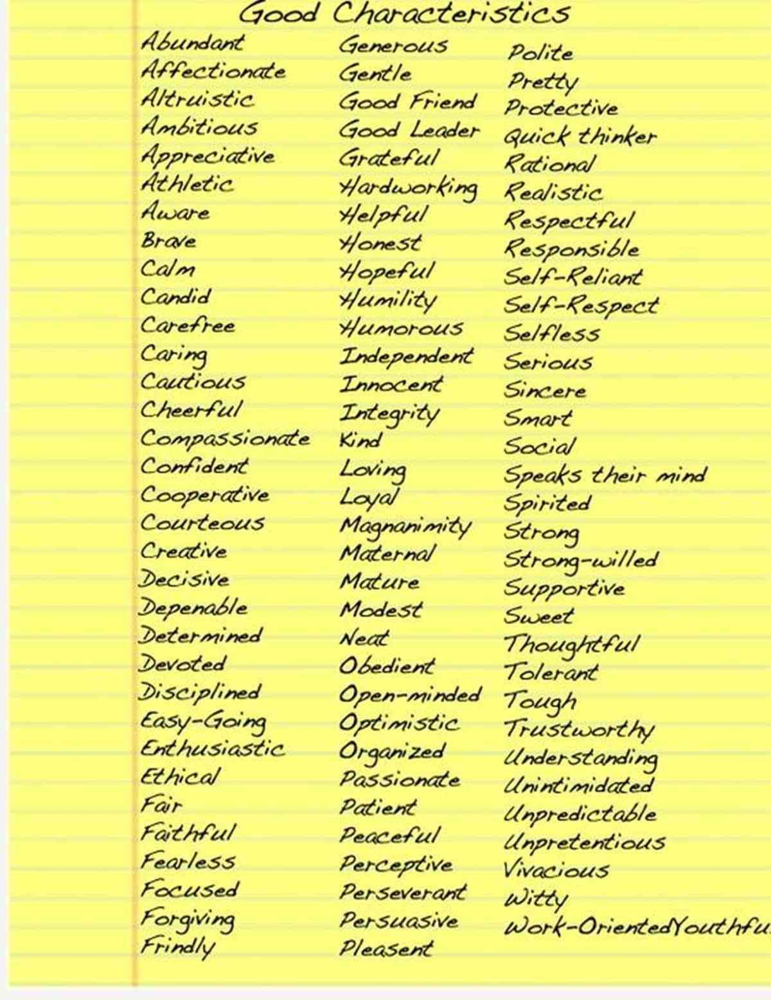 Good Characteristics
Abundant
Affectionate
Altruistic
Ambitious
Appreciative
Athletic
Aware
Brave
Calm
Candid
Carefree
Caring
Cautious
Cheerful
Compassionate
Confident
Cooperative
Courteous
Creative
Decisive
Depenable
Determined
Devoted
Disciplined
Easy-Going
Enthusiastic
Ethical
Fair
Faithful
Fearless
Focused
Forgiving
Frindly
Generous
Gentle
Good Friend
Good Leader
Grateful
Hardworking
Helpful
Honest
Hopeful
Humility
Humorous
Independent
Innocent
Integrity
Kind
Loving
Loyal
Magnanimity
Maternal
Mature
Modest
Neat
Obedient
Open-minded
Optimistic
Organized
Passionate
Patient
Peaceful
Perceptive
Perseverant
Persuasive
Pleasent
Polite
Pretty
Protective
Quick thinker
Rational
Realistic
Respectful
Responsible
Self-Reliant
Self-Respect
Selfless
Serious
Sincere
Smart
Social
Speaks their mind
Spirited
Strong
Strong-willed
Supportive
Sweet
Thoughtful
Tolerant
Tough
Trustworthy
Understanding
Unintimidated
Unpredictable
Unpretentious
Vivacious
Witty
Work-OrientedYouthfu